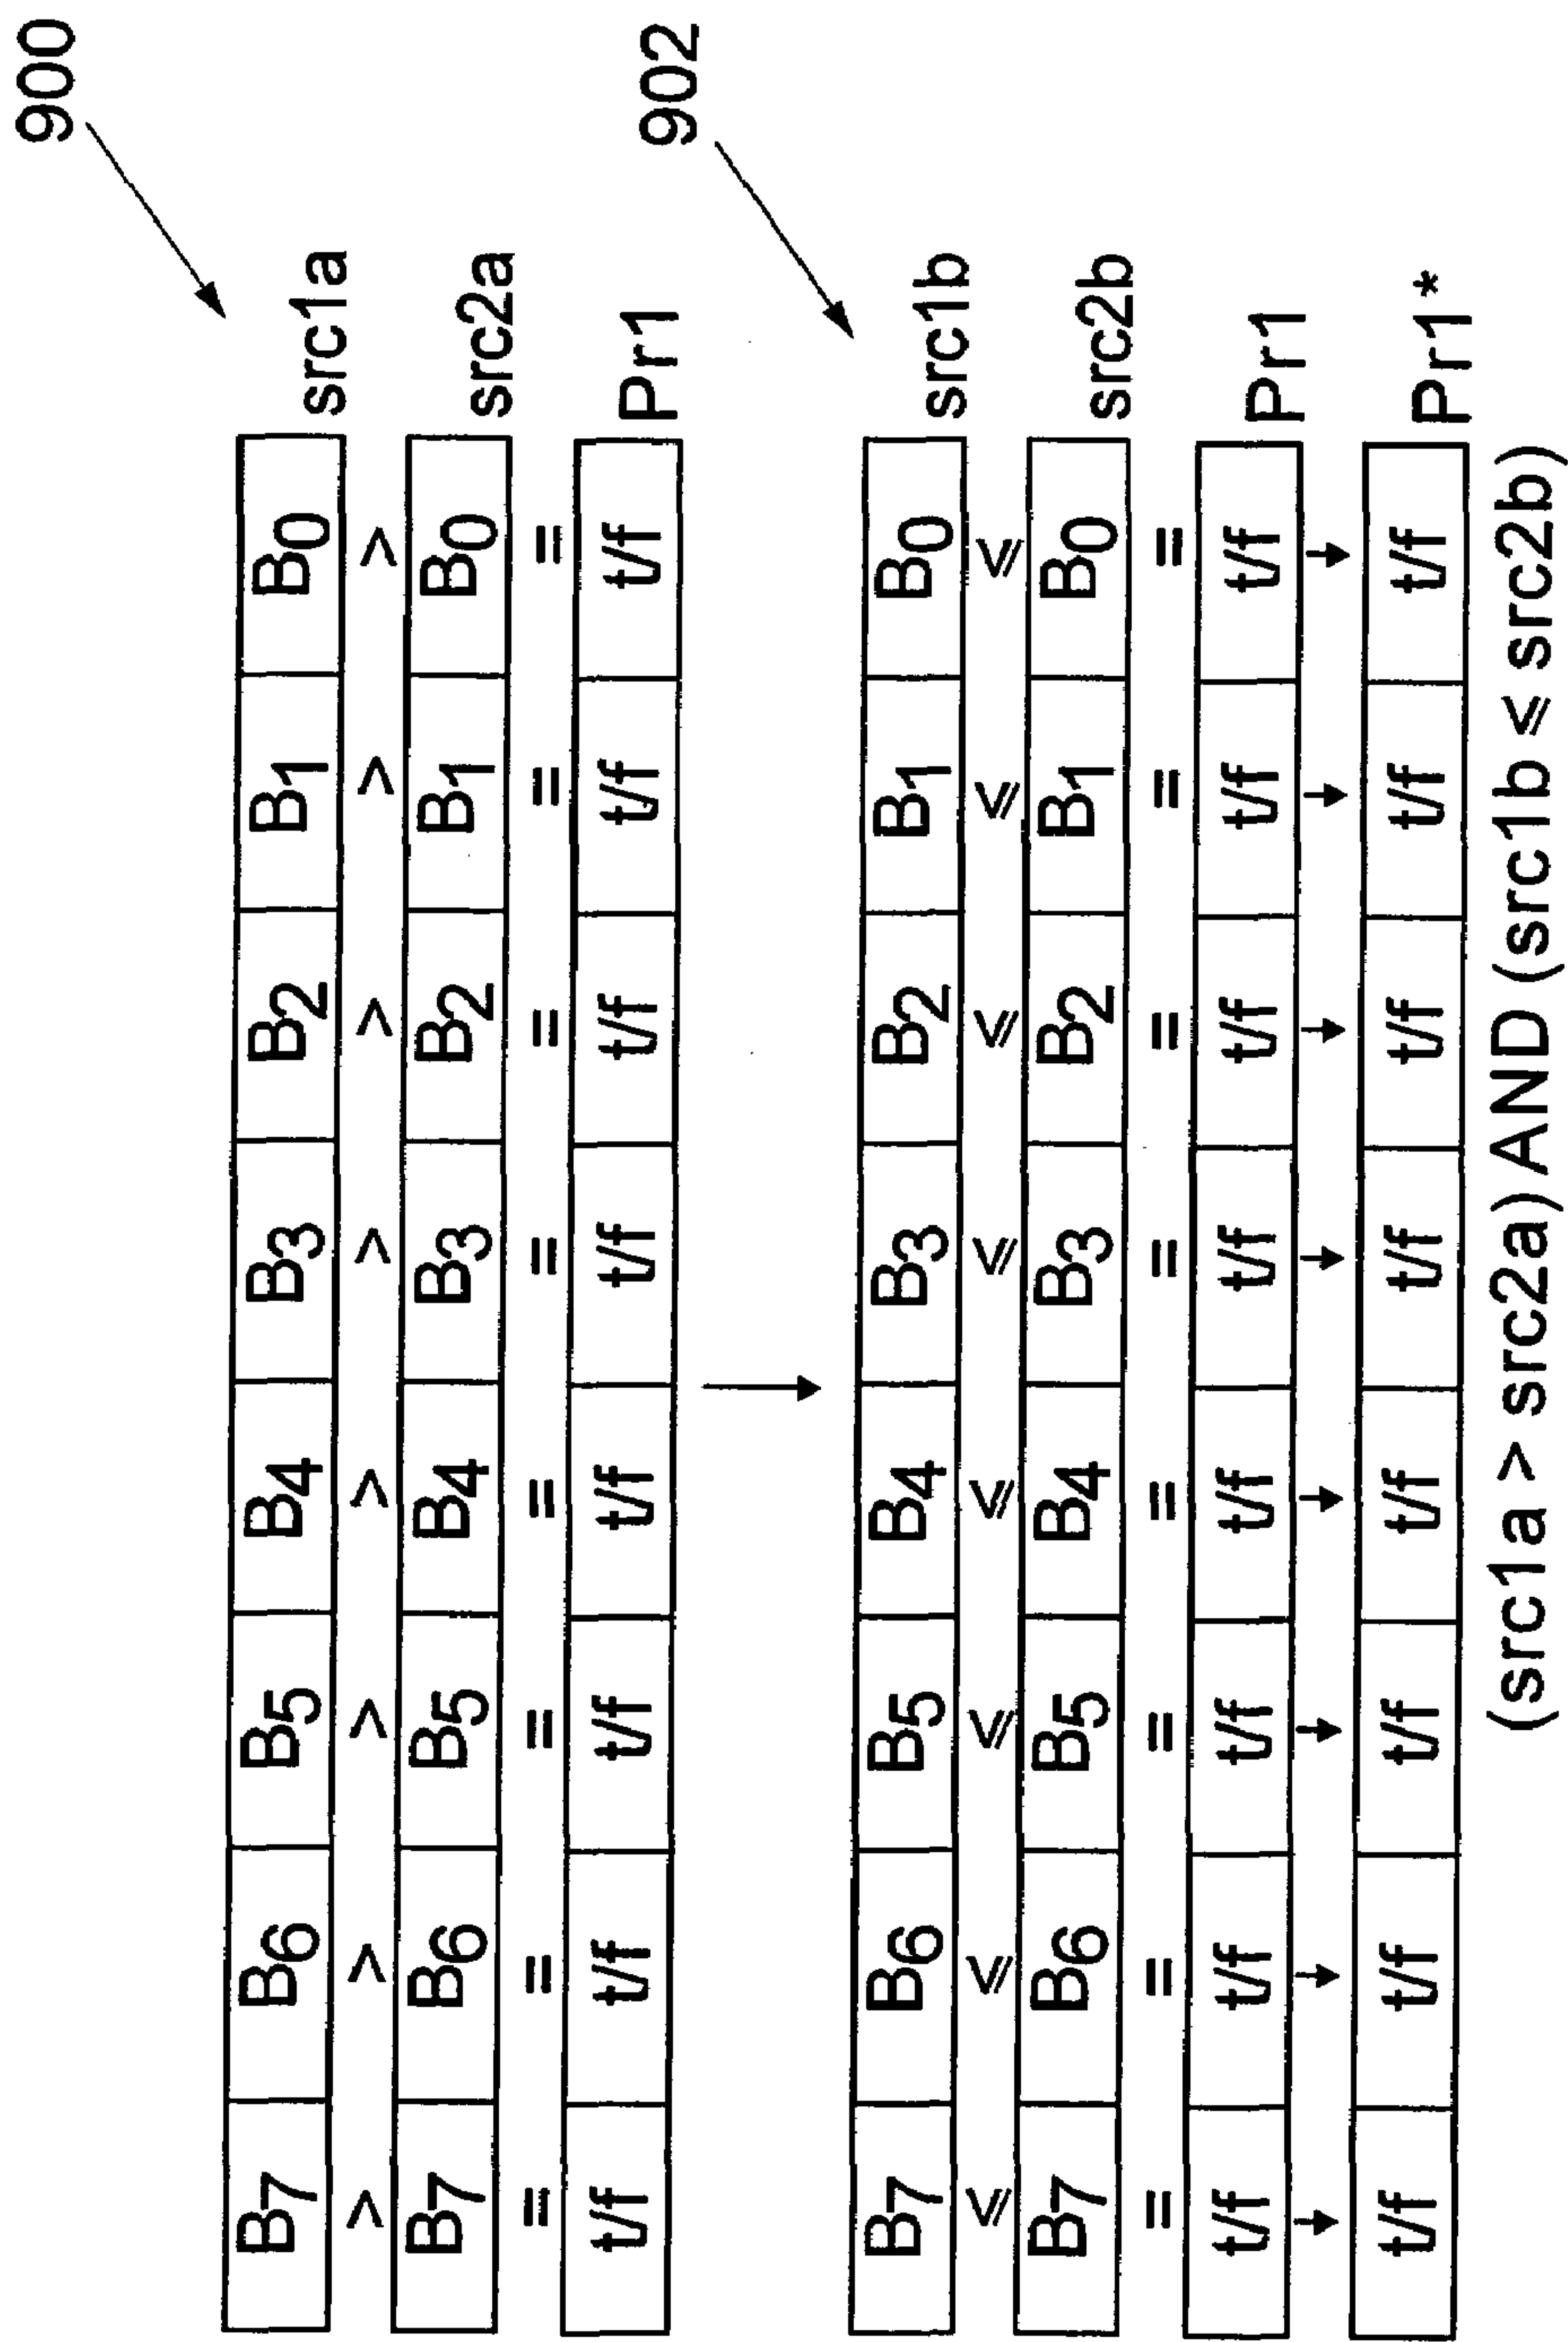 900
B7 B6 B5 B4 B3 B2 B1 B0 src1a
> > > > > > > >
B7 B6 B5 B4 B3 B2 B1 B0 src2a
= = = = = = = =
t/f t/f t/f t/f t/f t/f t/f t/f Pr1
902
B7 B6 B5 B4 B3 B2 B1 B0 src1b
⩽ ⩽ ⩽ ⩽ ⩽ ⩽ ⩽ ⩽
B7 B6 B5 B4 B3 B2 B1 B0 src2b
= = = = = = = =
t/f t/f t/f t/f t/f t/f t/f t/f Pr1
t/f t/f t/f t/f t/f t/f t/f t/f Pr1*
(src1a > src2a) AND (src1b ⩽ src2b)